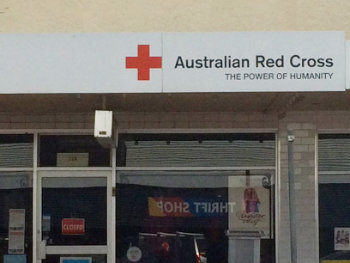 Australian Red Cross
THE POWER OF HUMANITY
THRIFT SHOP
CLOSED